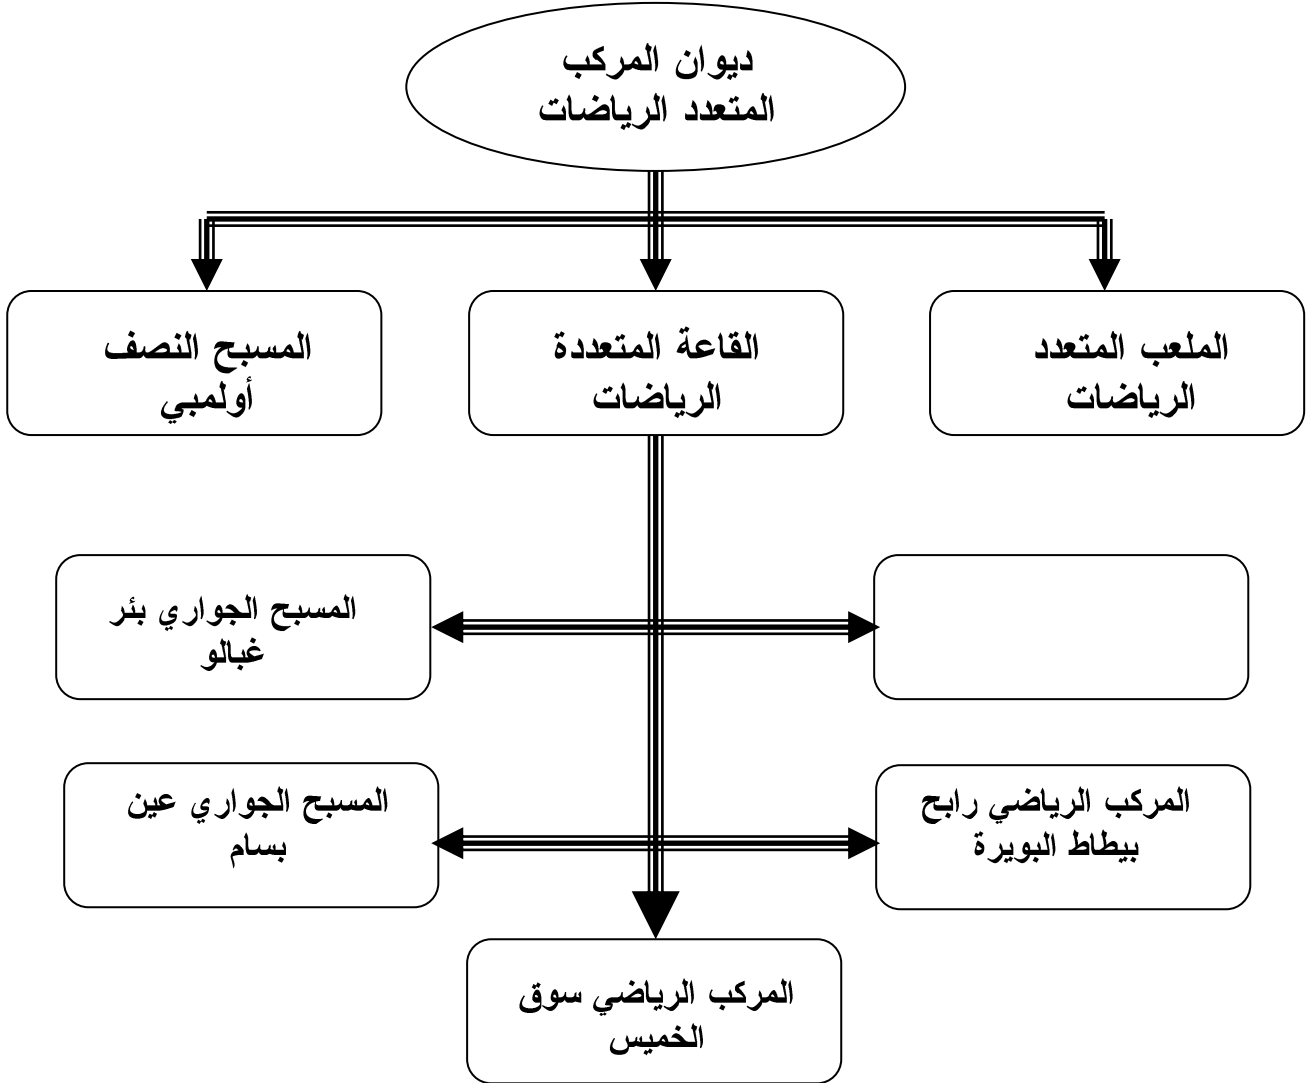 ديوان المركب
المتعدد الرياضات
الملعب المتعدد
الرياضات
القاعة المتعددة
الرياضات
المسبح النصف
أولمبي
المسبح الجواري بئر
غبالو
المركب الرياضي رابح
بيطاط البويرة
المسبح الجواري عين
بسام
المركب الرياضي سوق
الخميس